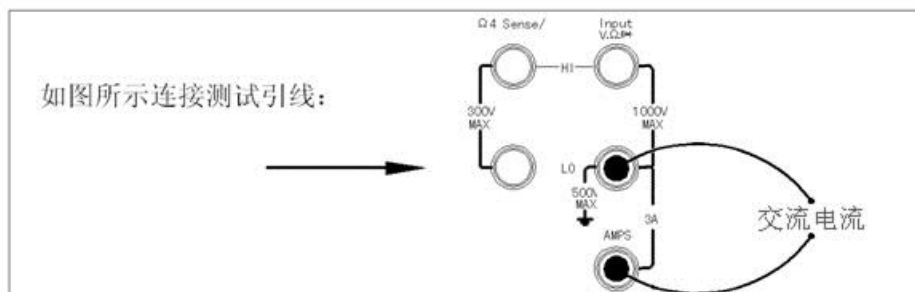 Ω4 Sense/
Input
V.Ω
HI
如图所示连接测试引线:
300V
MAX
1000V
MAX
LO
500V
MAX
3A
交流电流
AMPS